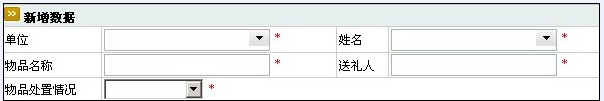 新增数据
单位 * 姓名 *
物品名称 * 送礼人 *
物品处置情况 *